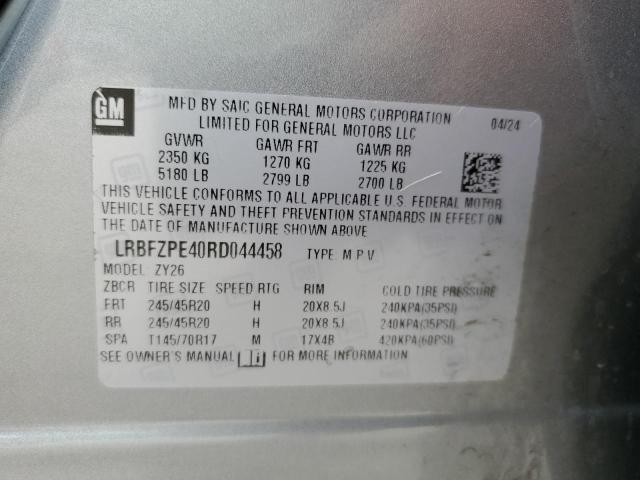 GM
MFD BY SAIC GENERAL MOTORS CORPORATION
LIMITED FOR GENERAL MOTORS LLC
04/24
GVWR GAWR FRT GAWR RR
2350 KG 1270 KG 1225 KG
5180 LB 2799 LB 2700 LB
THIS VEHICLE CONFORMS TO ALL APPLICABLE U.S. FEDERAL MOTOR
VEHICLE SAFETY AND THEFT PREVENTION STANDARDS IN EFFECT ON
THE DATE OF MANUFACTURE SHOWN ABOVE
LRBFZPE40RD044458 TYPE: M P V
MODEL: ZY26
ZBCR TIRE SIZE SPEED RTG RIM COLD TIRE PRESSURE
FRT 245/45R20 H 20X8.5J 240KPA(35PSI)
RR 245/45R20 H 20X8.5J 240KPA(35PSI)
SPA T145/70R17 M 17X4B 420KPA(60PSI)
SEE OWNER'S MANUAL FOR MORE INFORMATION